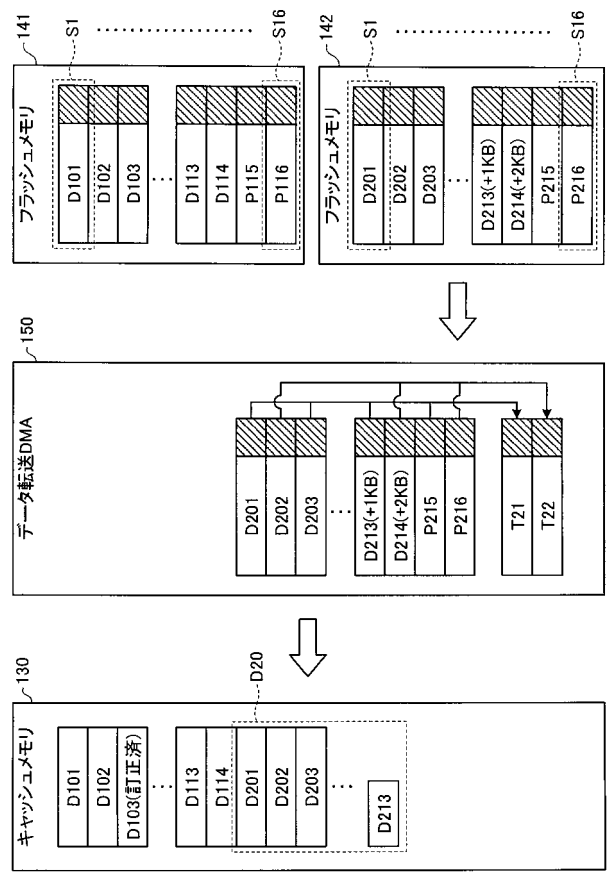 キャッシュメモリ
130
D101
D102
D103(訂正済)
D113
D114
D201
D202
D203
D213
D20
データ転送DMA
150
D201
D202
D203
D213(+1KB)
D214(+2KB)
P215
P216
T21
T22
フラッシュメモリ
141
D101
D102
D103
D113
D114
P115
P116
S1
S16
フラッシュメモリ
142
D201
D202
D203
D213(+1KB)
D214(+2KB)
P215
P216
S1
S16